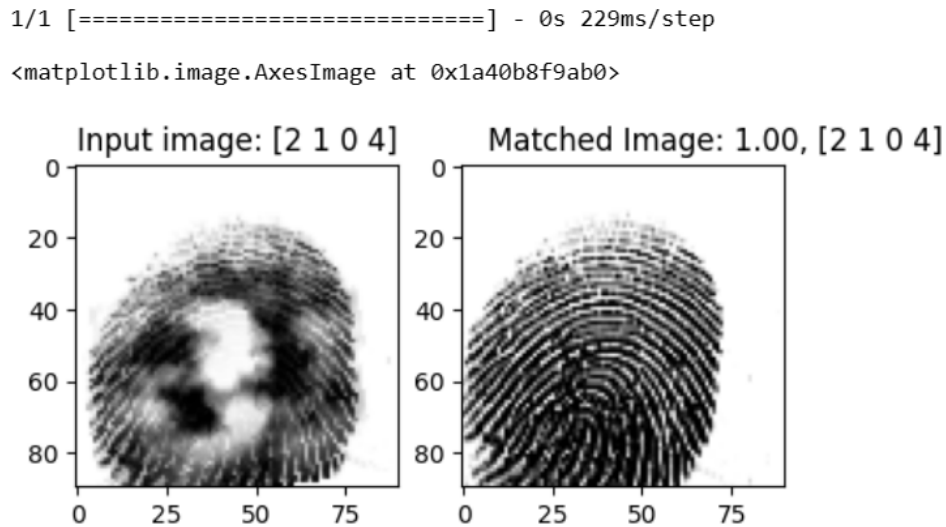 1/1 [==============================] - 0s 229ms/step
<matplotlib.image.AxesImage at 0x1a40b8f9ab0>
Input image: [2 1 0 4]
Matched Image: 1.00, [2 1 0 4]
0
20
40
60
80
0 25 50 75
0
20
40
60
80
0 25 50 75